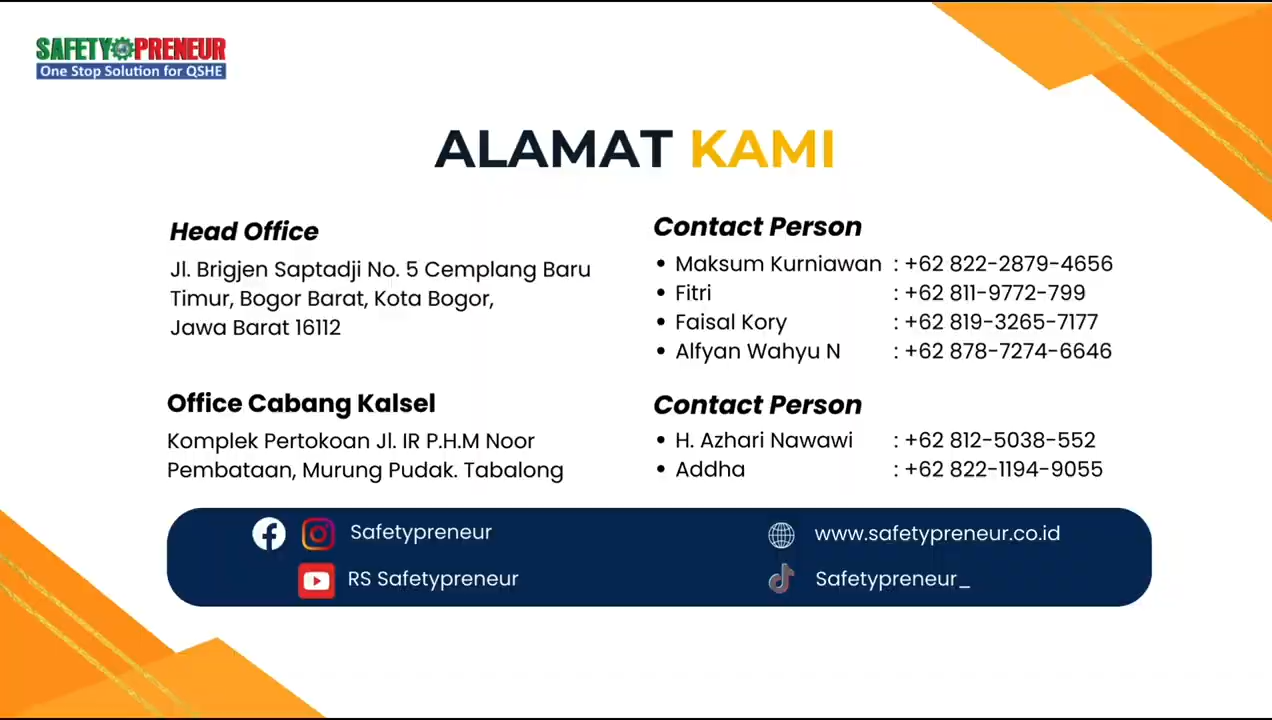 SAFETY PRENEUR
One Stop Solution for QSHE
ALAMAT KAMI
Head Office
Jl. Brigjen Saptadji No. 5 Cemplang Baru
Timur, Bogor Barat, Kota Bogor,
Jawa Barat 16112
Contact Person
• Maksum Kurniawan : +62 822-2879-4656
• Fitri : +62 811-9772-799
• Faisal Kory : +62 819-3265-7177
• Alfyan Wahyu N : +62 878-7274-6646
Office Cabang Kalsel
Komplek Pertokoan Jl. IR P.H.M Noor
Pembataan, Murung Pudak. Tabalong
Contact Person
• H. Azhari Nawawi : +62 812-5038-552
• Addha : +62 822-1194-9055
Safetypreneur
RS Safetypreneur
www.safetypreneur.co.id
Safetypreneur_